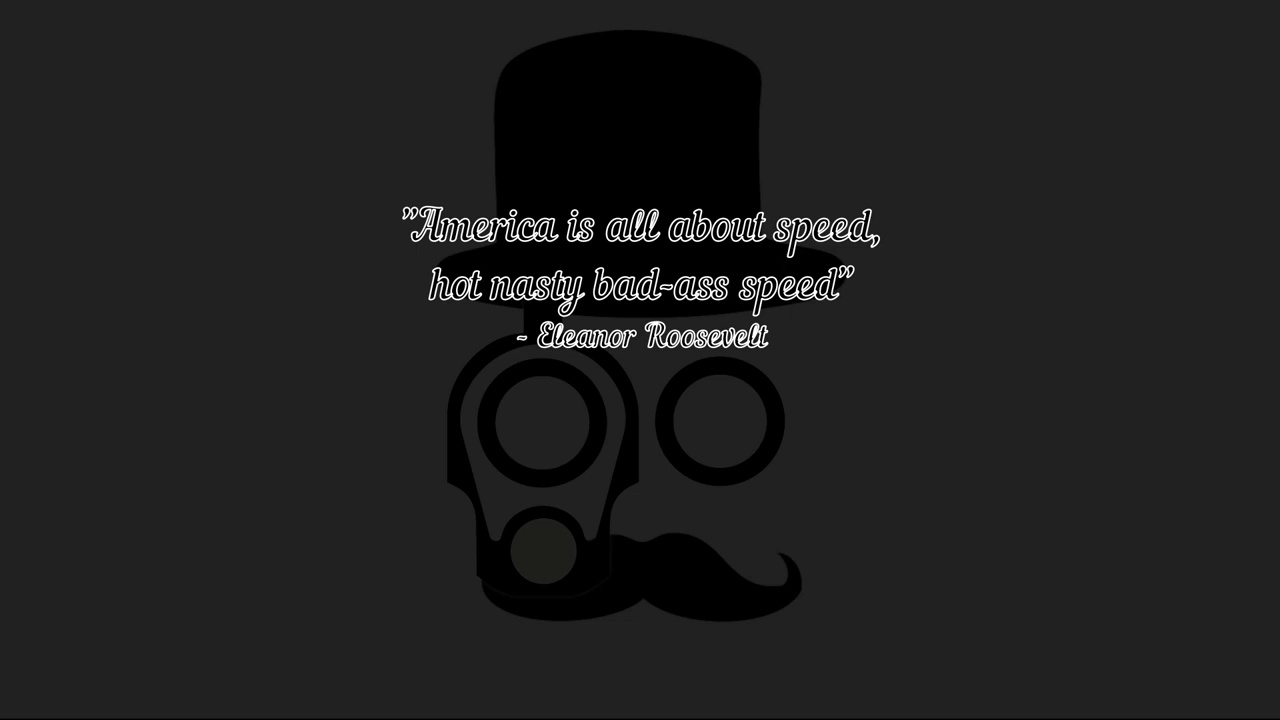 "America is all about speed,
hot nasty bad-ass speed"
~ Eleanor Roosevelt